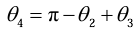 θ₄ = π − θ₂ + θ₃